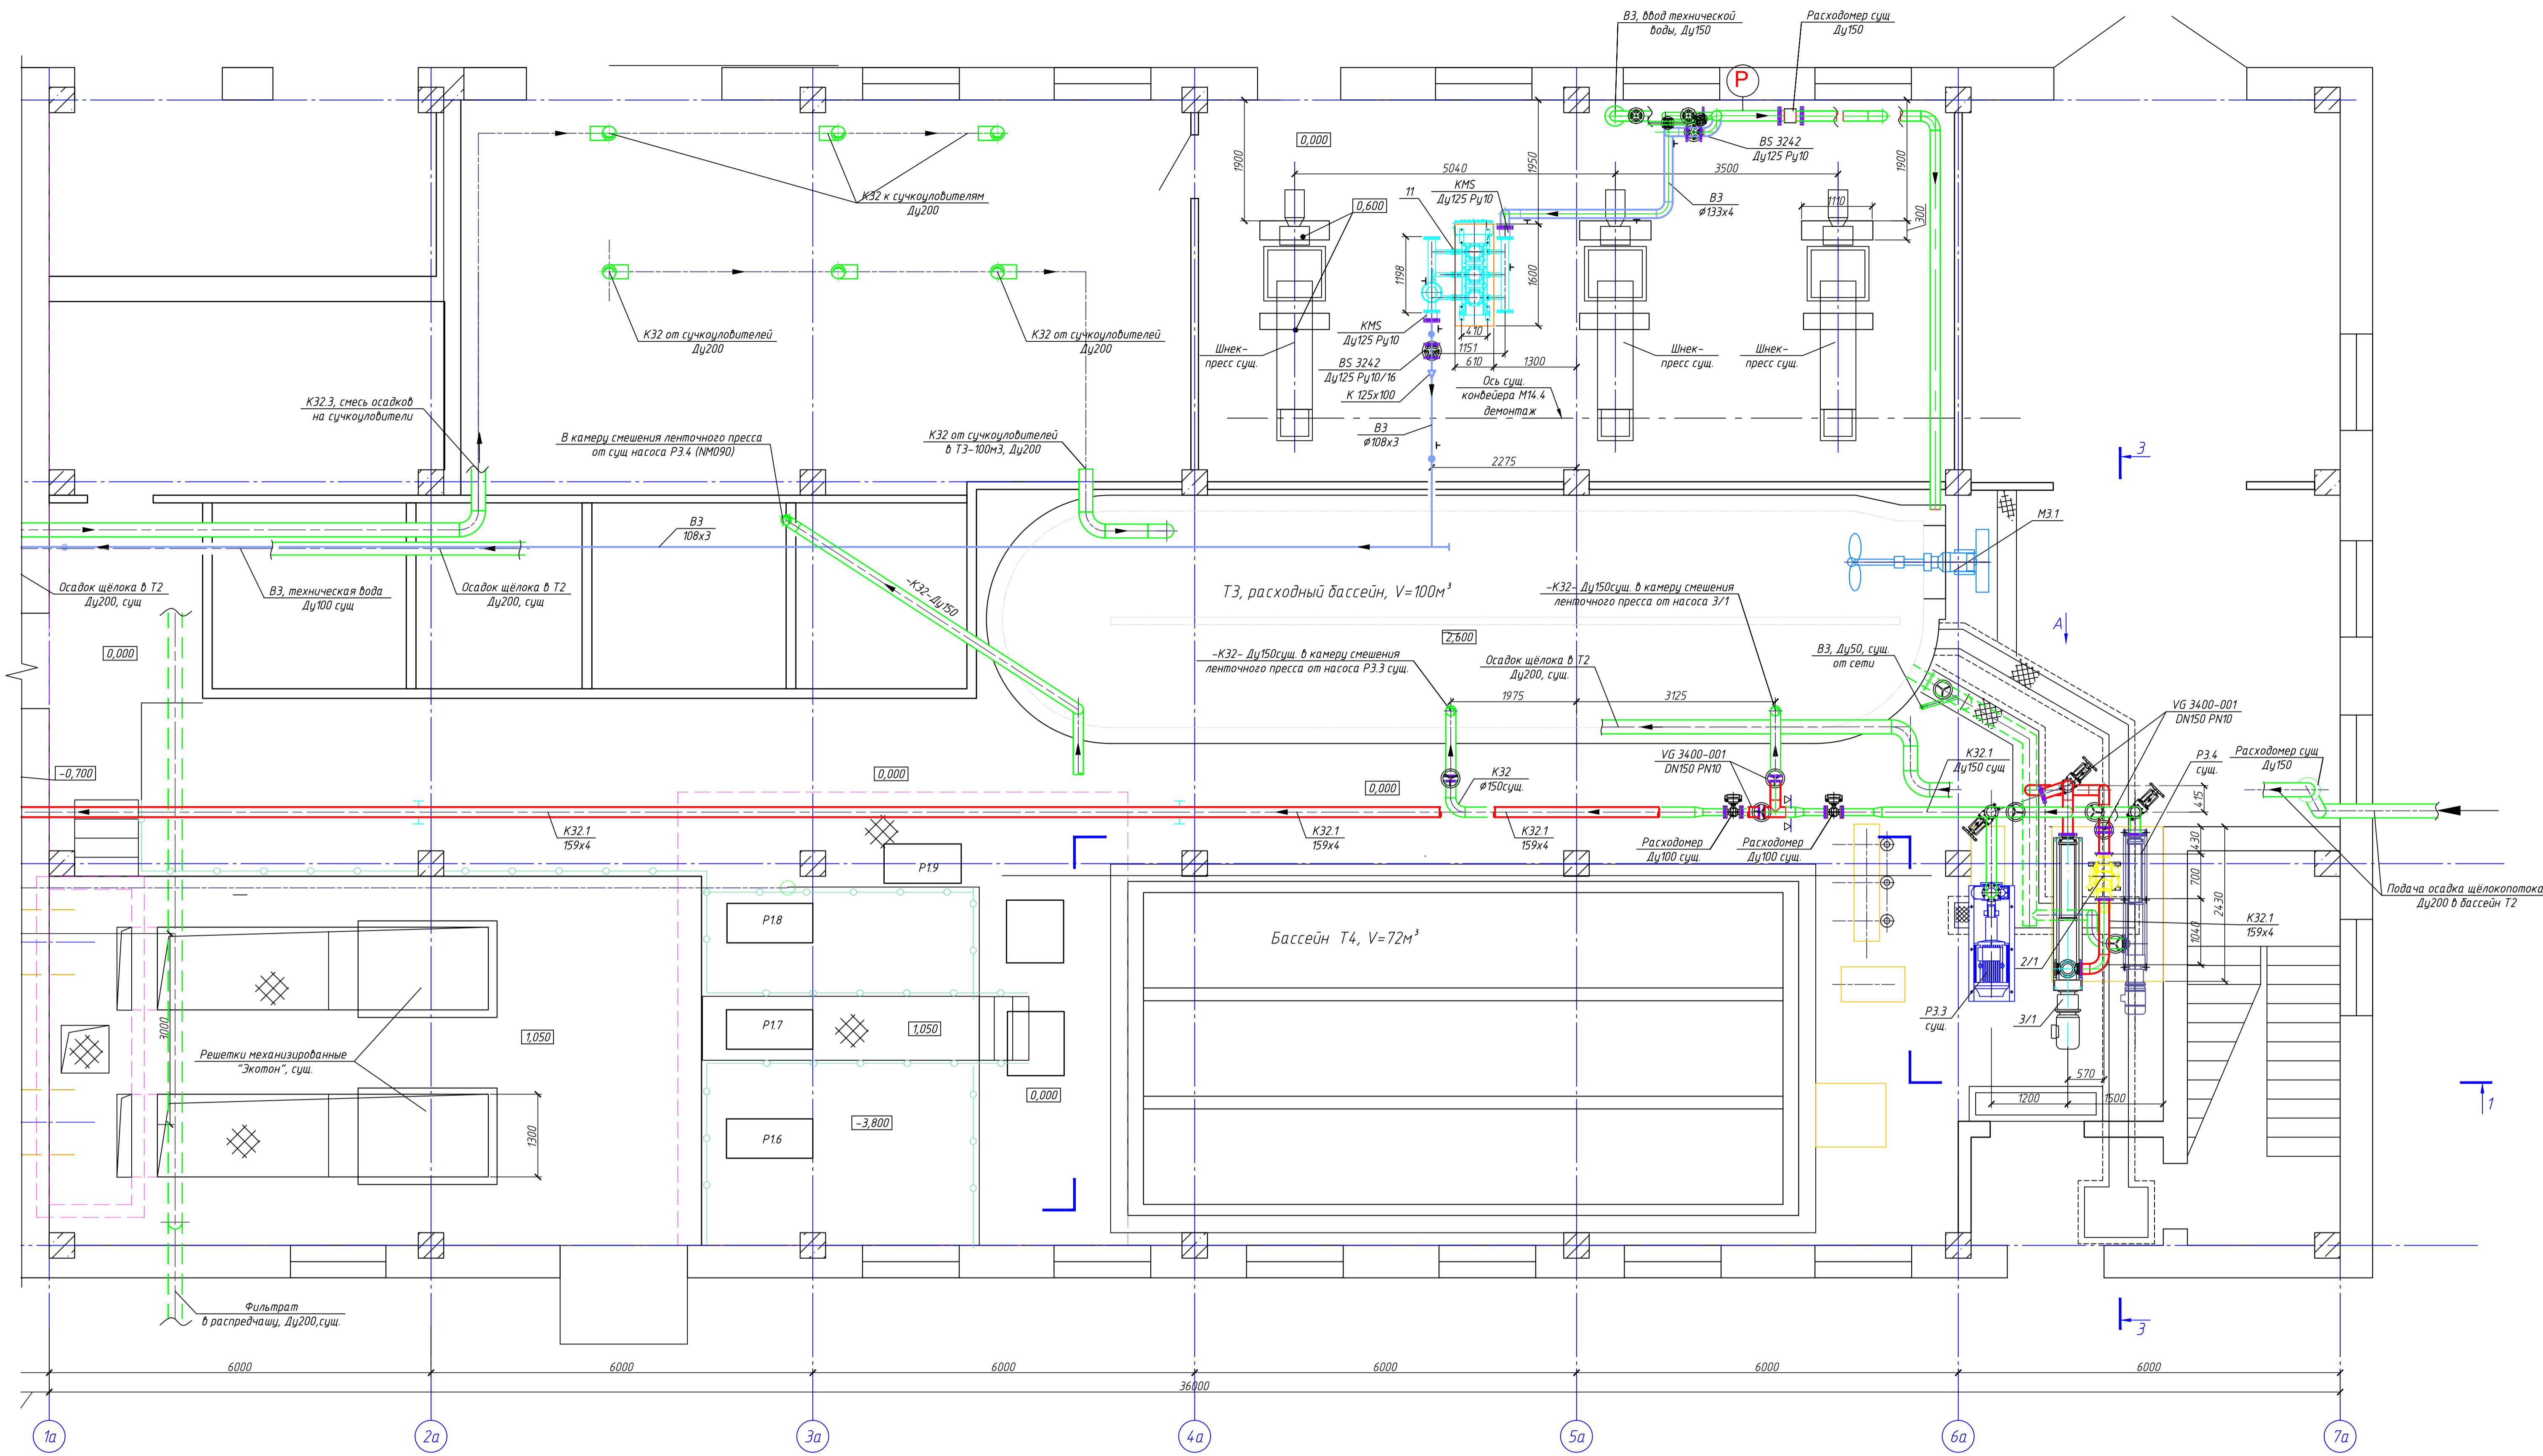 В3, ввод технической
воды, Ду150
Расходомер сущ
Ду150
P
0,000
1900
1950
5040
3500
1900
BS 3242
Ду125 Ру10
К32 к сучкоуловителям
Ду200
0,600
11
KMS
Ду125 Ру10
В3
ϕ133х4
1110
300
1198
1600
К32 от сучкоуловителей
Ду200
К32 от сучкоуловителей
Ду200
KMS
Ду125 Ру10
410
1151
610
1300
Шнек-
пресс сущ.
Шнек-
пресс сущ.
Шнек-
пресс сущ.
BS 3242
Ду125 Ру10/16
К 125х100
Ось сущ.
конвейера М14.4
демонтаж
К32.3, смесь осадков
на сучкоуловители
В камеру смешения ленточного пресса
от сущ насоса Р3.4 (NM090)
К32 от сучкоуловителей
в Т3-100м3, Ду200
В3
ϕ108х3
2275
3
В3
108х3
М3.1
Осадок щёлока в Т2
Ду200, сущ
В3, техническая вода
Ду100 сущ
Осадок щёлока в Т2
Ду200, сущ
-К32-Ду150
Т3, расходный бассейн, V=100м³
-К32- Ду150сущ. в камеру смешения
ленточного пресса от насоса 3/1
А
2,600
0,000
-К32- Ду150сущ. в камеру смешения
ленточного пресса от насоса Р3.3 сущ.
Осадок щёлока в Т2
Ду200, сущ.
В3, Ду50, сущ.
от сети
1975
3125
VG 3400-001
DN150 PN10
-0,700
0,000
0,000
К32
ϕ150сущ.
VG 3400-001
DN150 PN10
К32.1
Ду150 сущ
Р3.4
сущ.
Расходомер сущ
Ду150
415
К32.1
159х4
К32.1
159х4
К32.1
159х4
Расходомер
Ду100 сущ.
Расходомер
Ду100 сущ.
430
700
2430
1040
Р1.9
Подача осадка щёлокопотока
Ду200 в бассейн Т2
Р1.8
К32.1
159х4
Бассейн Т4, V=72м³
2/1
Р3.3
сущ.
3/1
3000
1,050
Р1.7
1,050
Решетки механизированные
"Экотон", сущ.
0,000
570
1200
1500
1
1300
Р1.6
-3,800
Фильтрат
в распредчашу, Ду200,сущ.
3
6000
6000
6000
6000
6000
6000
36000
1а
2а
3а
4а
5а
6а
7а